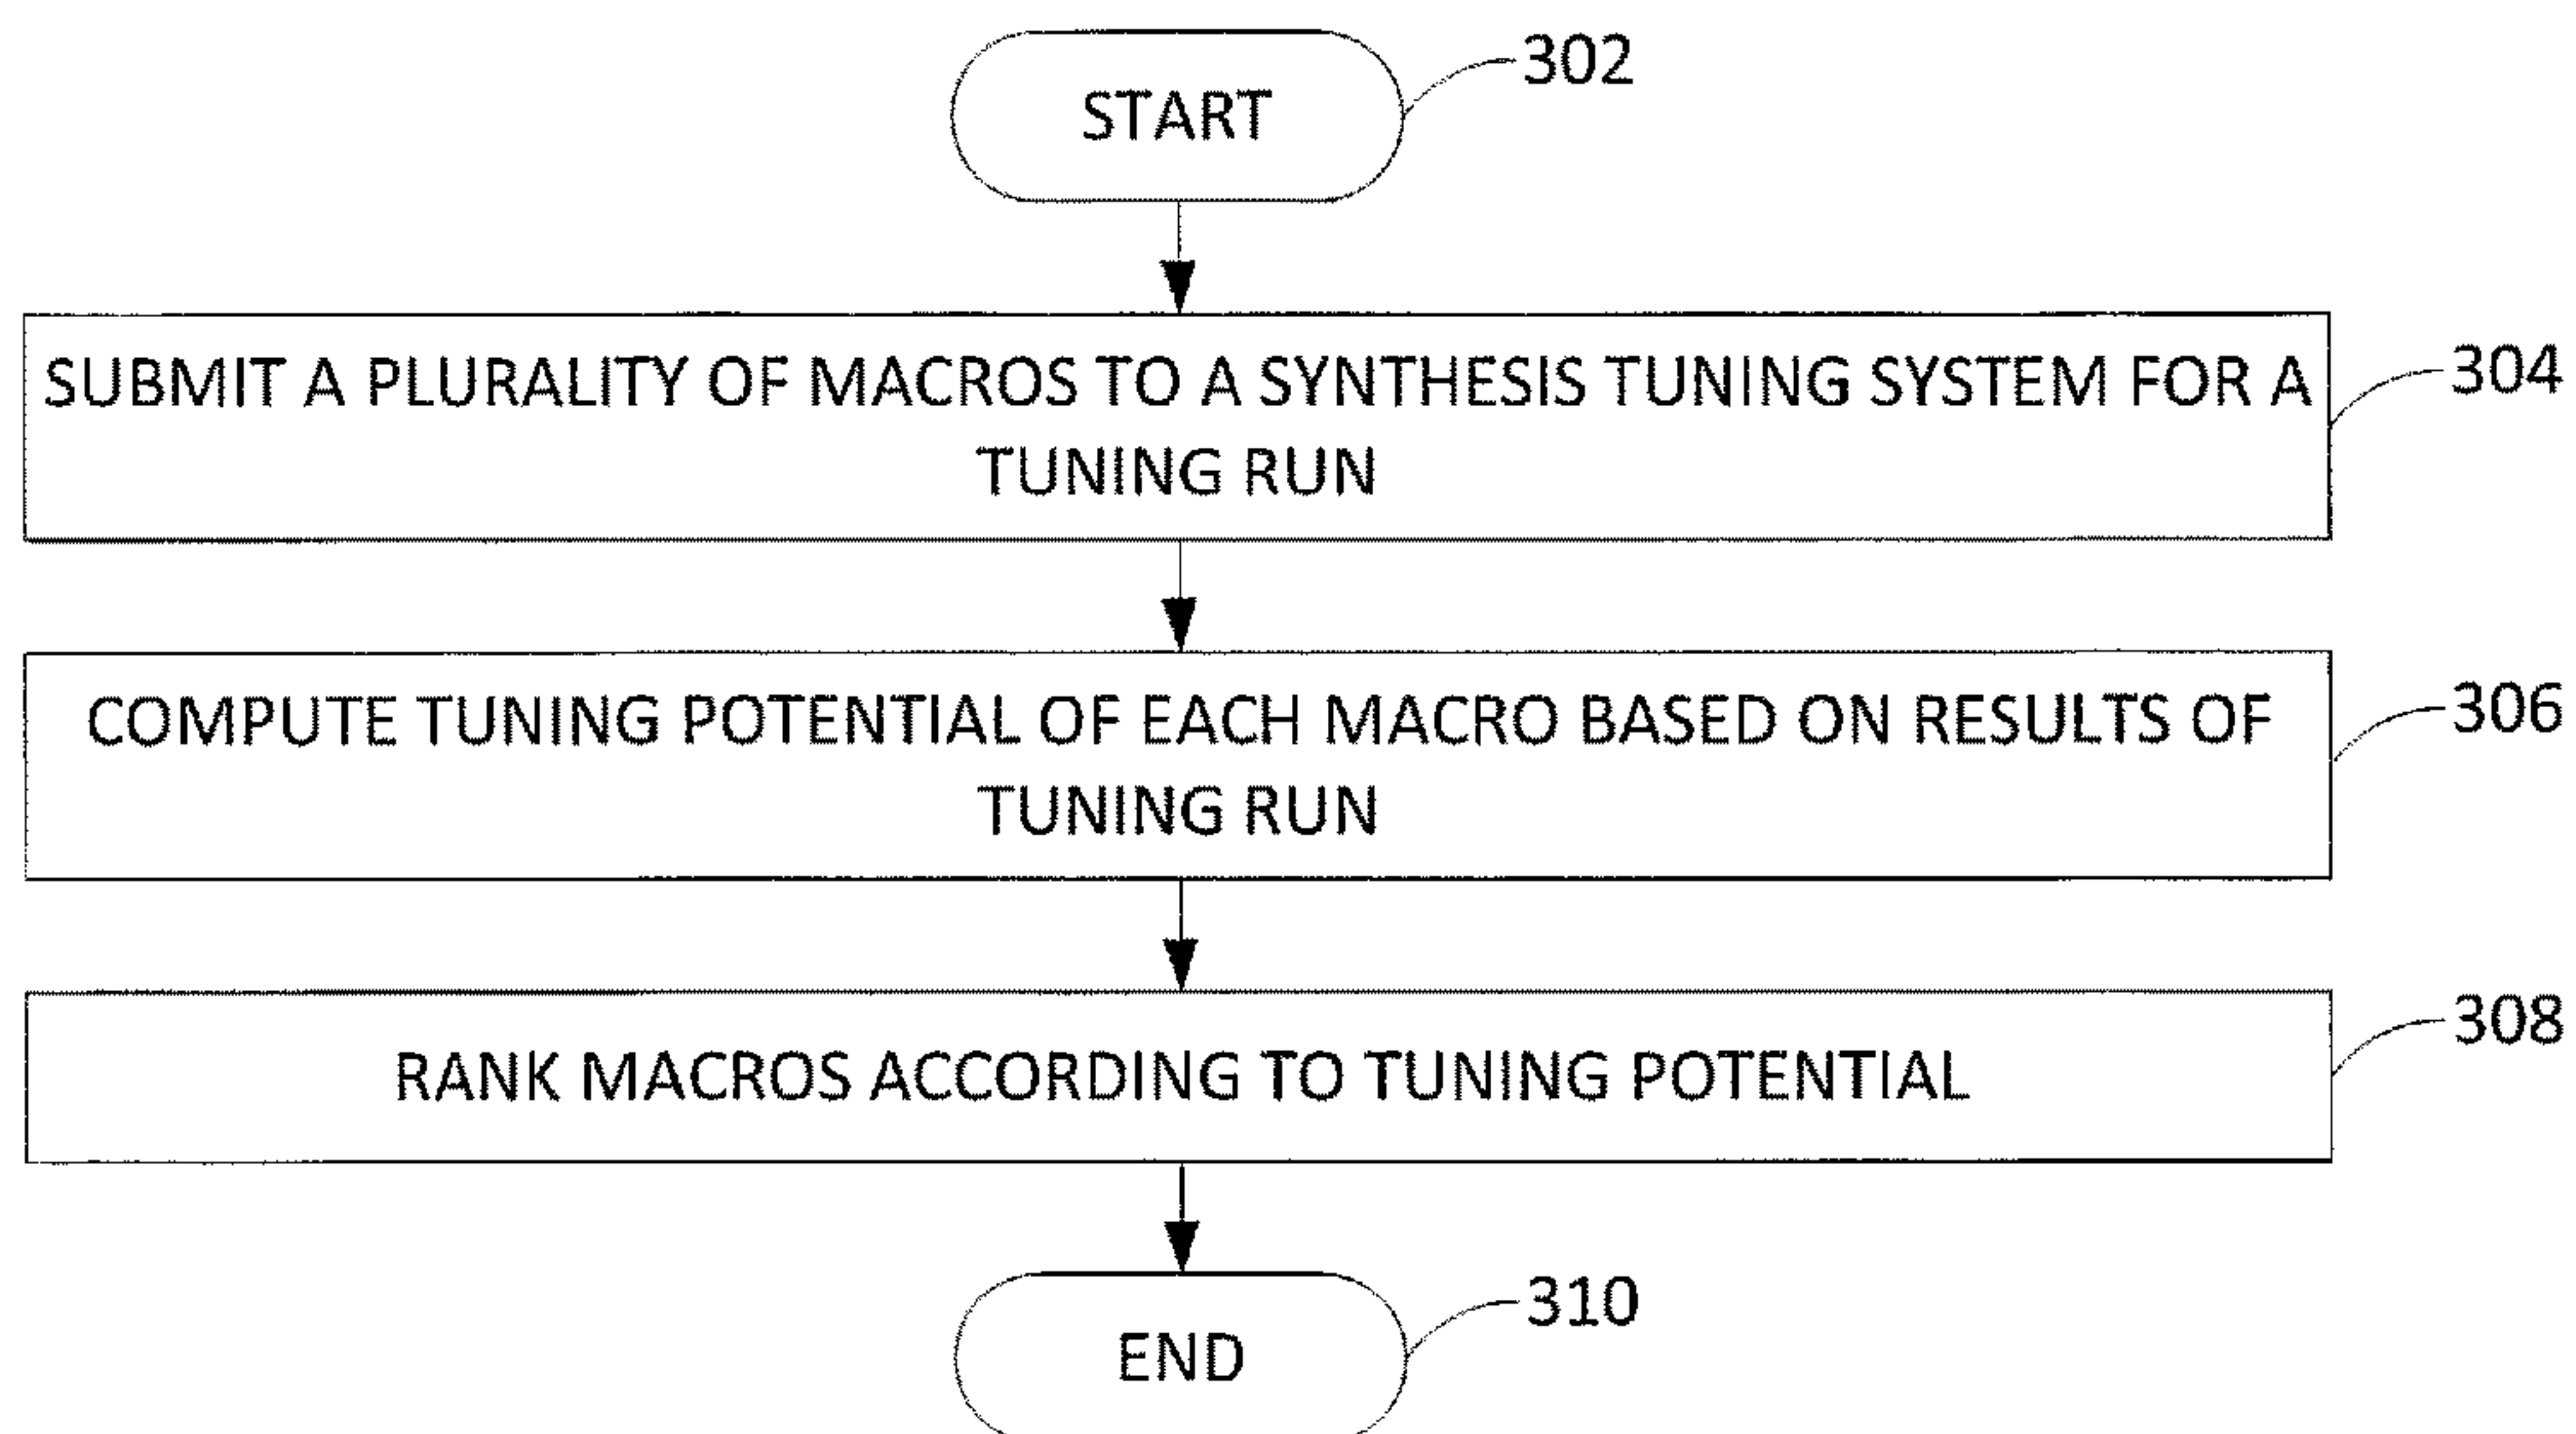 START
302
SUBMIT A PLURALITY OF MACROS TO A SYNTHESIS TUNING SYSTEM FOR A
TUNING RUN
304
COMPUTE TUNING POTENTIAL OF EACH MACRO BASED ON RESULTS OF
TUNING RUN
306
RANK MACROS ACCORDING TO TUNING POTENTIAL
308
END
310